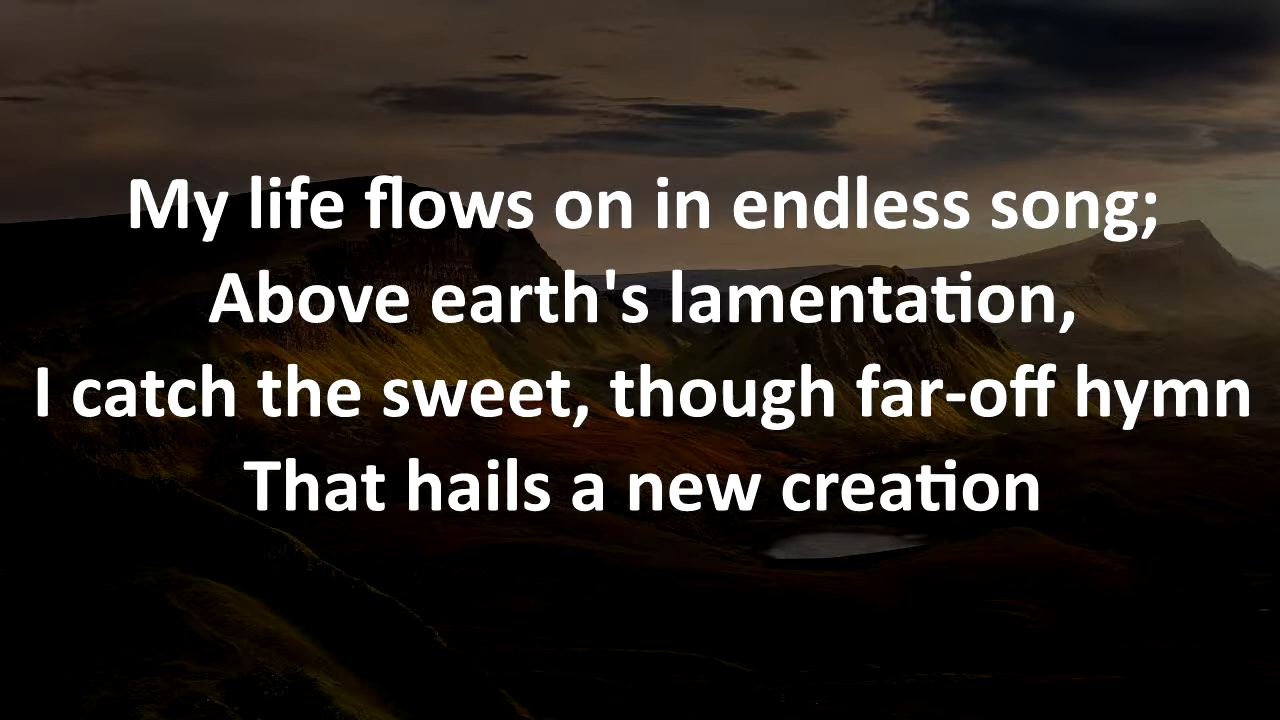 My life flows on in endless song;
Above earth's lamentation,
I catch the sweet, though far-off hymn
That hails a new creation